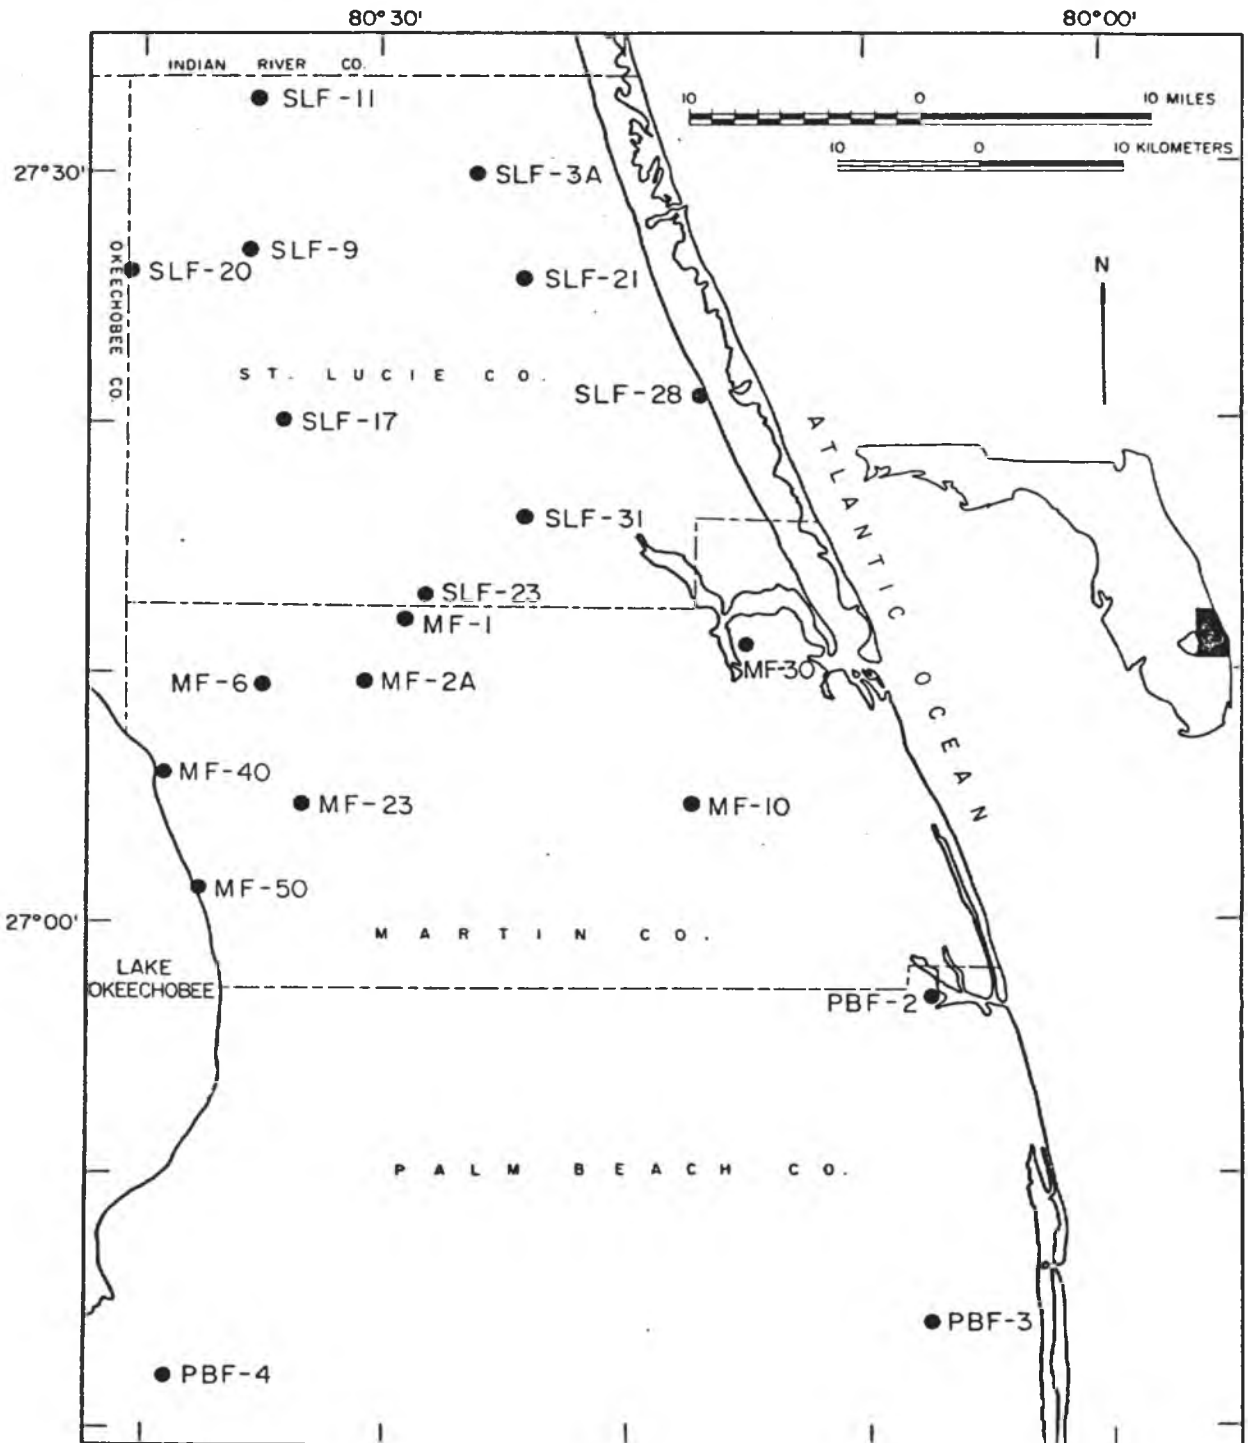 80°30'
80°00'
INDIAN RIVER CO.
SLF-11
10 0 10 MILES
10 0 10 KILOMETERS
27°30'
SLF-3A
OKEECHOBEE CO.
SLF-9
SLF-20
SLF-21
N
ST. LUCIE CO.
SLF-28
SLF-17
ATLANTIC OCEAN
SLF-31
SLF-23
MF-1
MF-30
MF-6
MF-2A
MF-40
MF-23
MF-10
MF-50
27°00'
MARTIN CO.
LAKE
OKEECHOBEE
PBF-2
PALM BEACH CO.
PBF-3
PBF-4